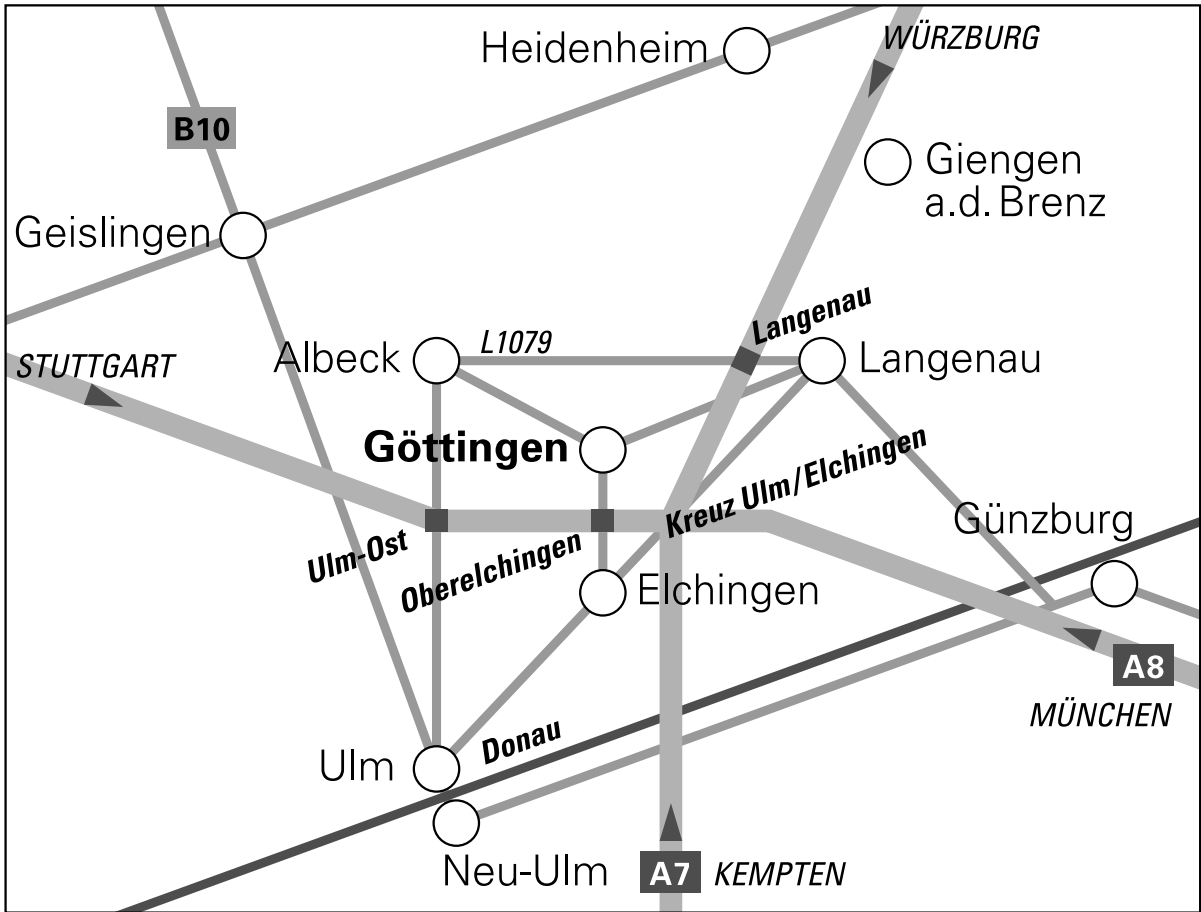 Heidenheim
WÜRZBURG
B10
Giengen
a.d. Brenz
Geislingen
Langenau
STUTTGART
Albeck
L1079
Langenau
Göttingen
Kreuz Ulm/Elchingen
Günzburg
Ulm-Ost
Oberelchingen
Elchingen
A8
MÜNCHEN
Donau
Ulm
Neu-Ulm
A7
KEMPTEN